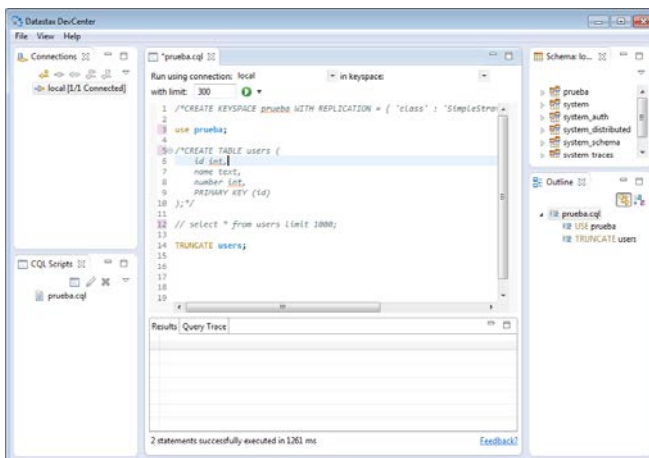 Datastax DevCenter
File View Help
Connections
local [1/1 Connected]
CQL Scripts
prueba.cql
*prueba.cql
Run using connection: local in keyspace:
with limit: 300
1 /*CREATE KEYSPACE prueba WITH REPLICATION = { 'class' : 'SimpleStra
2
3 use prueba;
4
5 /*CREATE TABLE users (
6 id int,
7 name text,
8 number int,
9 PRIMARY KEY (id)
10 );*/
11
12 // select * from users limit 1000;
13
14 TRUNCATE users;
15
16
17
18
19
Results Query Trace
2 statements successfully executed in 1261 ms
Feedback?
Schema: lo...
prueba
system
system_auth
system_distributed
system_schema
system_traces
Outline
prueba.cql
USE prueba
TRUNCATE users